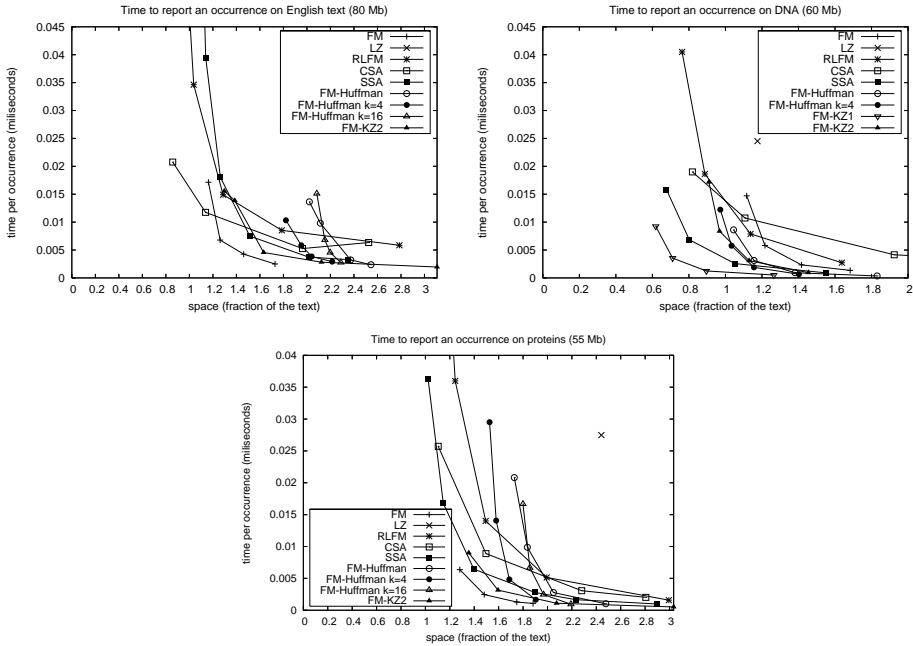 Time to report an occurrence on English text (80 Mb)
time per occurrence (miliseconds)
0.045
0.04
0.035
0.03
0.025
0.02
0.015
0.01
0.005
0
FM
LZ
RLFM
CSA
SSA
FM-Huffman
FM-Huffman k=4
FM-Huffman k=16
FM-KZ2
0 0.2 0.4 0.6 0.8 1 1.2 1.4 1.6 1.8 2 2.2 2.4 2.6 2.8 3
space (fraction of the text)
Time to report an occurrence on DNA (60 Mb)
time per occurrence (miliseconds)
0.045
0.04
0.035
0.03
0.025
0.02
0.015
0.01
0.005
0
FM
LZ
RLFM
CSA
SSA
FM-Huffman
FM-Huffman k=4
FM-KZ1
FM-KZ2
0 0.2 0.4 0.6 0.8 1 1.2 1.4 1.6 1.8 2
space (fraction of the text)
Time to report an occurrence on proteins (55 Mb)
time per occurrence (miliseconds)
0.04
0.035
0.03
0.025
0.02
0.015
0.01
0.005
0
FM
LZ
RLFM
CSA
SSA
FM-Huffman
FM-Huffman k=4
FM-Huffman k=16
FM-KZ2
0 0.2 0.4 0.6 0.8 1 1.2 1.4 1.6 1.8 2 2.2 2.4 2.6 2.8 3
space (fraction of the text)